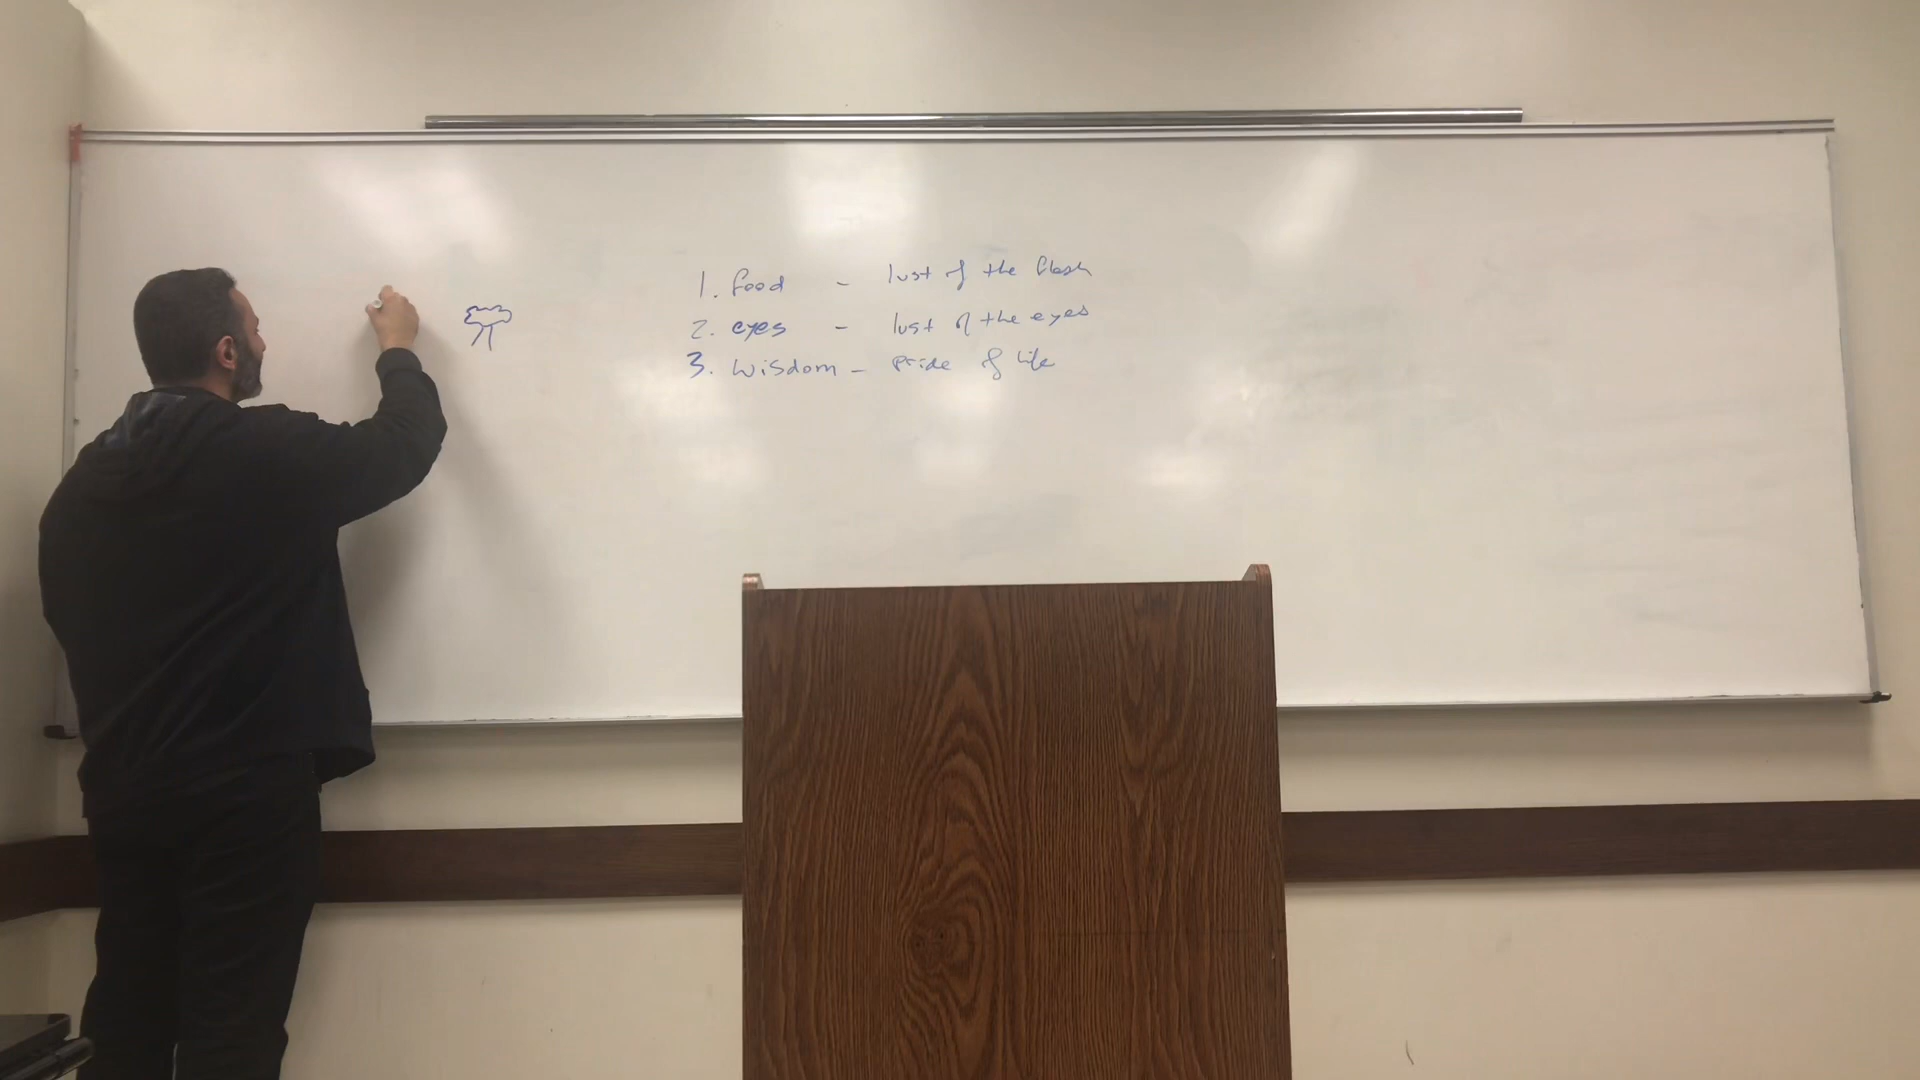 1. food - lust of the flesh
2. eyes - lust of the eyes
3. wisdom - pride of life